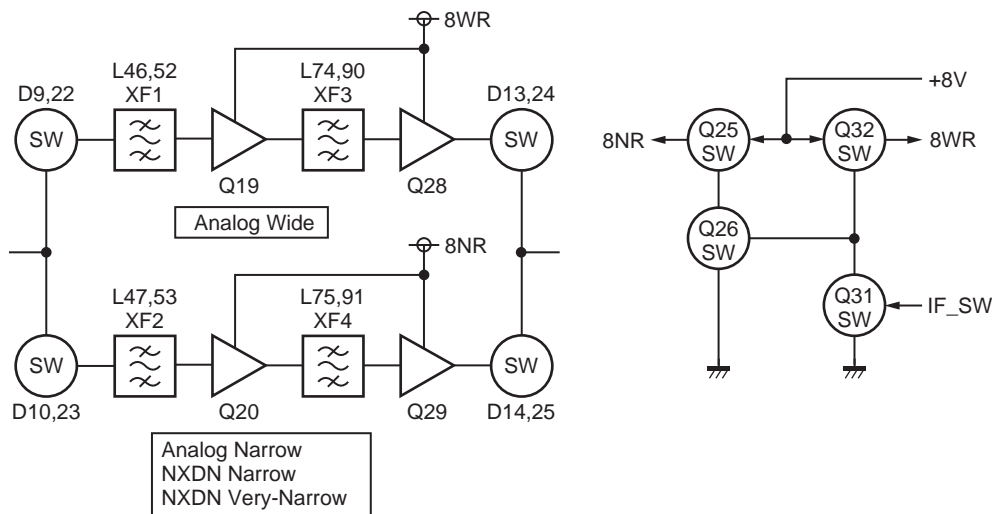 8WR
L46,52
XF1
L74,90
XF3
D9,22
D13,24
SW
SW
Q19
Q28
Analog Wide
8NR
L47,53
XF2
L75,91
XF4
SW
SW
D10,23
Q20
Q29
D14,25
Analog Narrow
NXDN Narrow
NXDN Very-Narrow
+8V
8NR
Q25
SW
Q32
SW
8WR
Q26
SW
Q31
SW
IF_SW